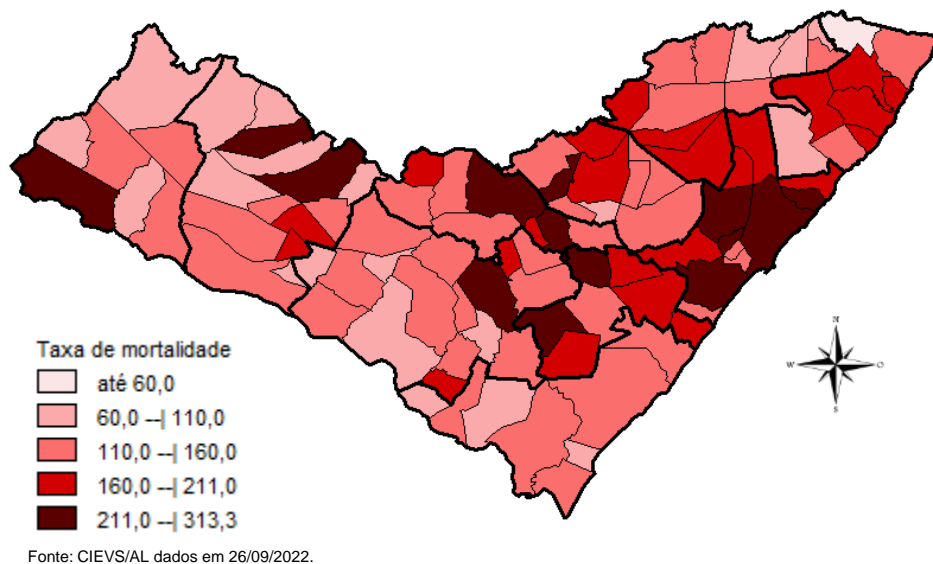 Taxa de mortalidade
até 60,0
60,0 --| 110,0
110,0 --| 160,0
160,0 --| 211,0
211,0 --| 313,3
N
W
O
S
Fonte: CIEVS/AL dados em 26/09/2022.